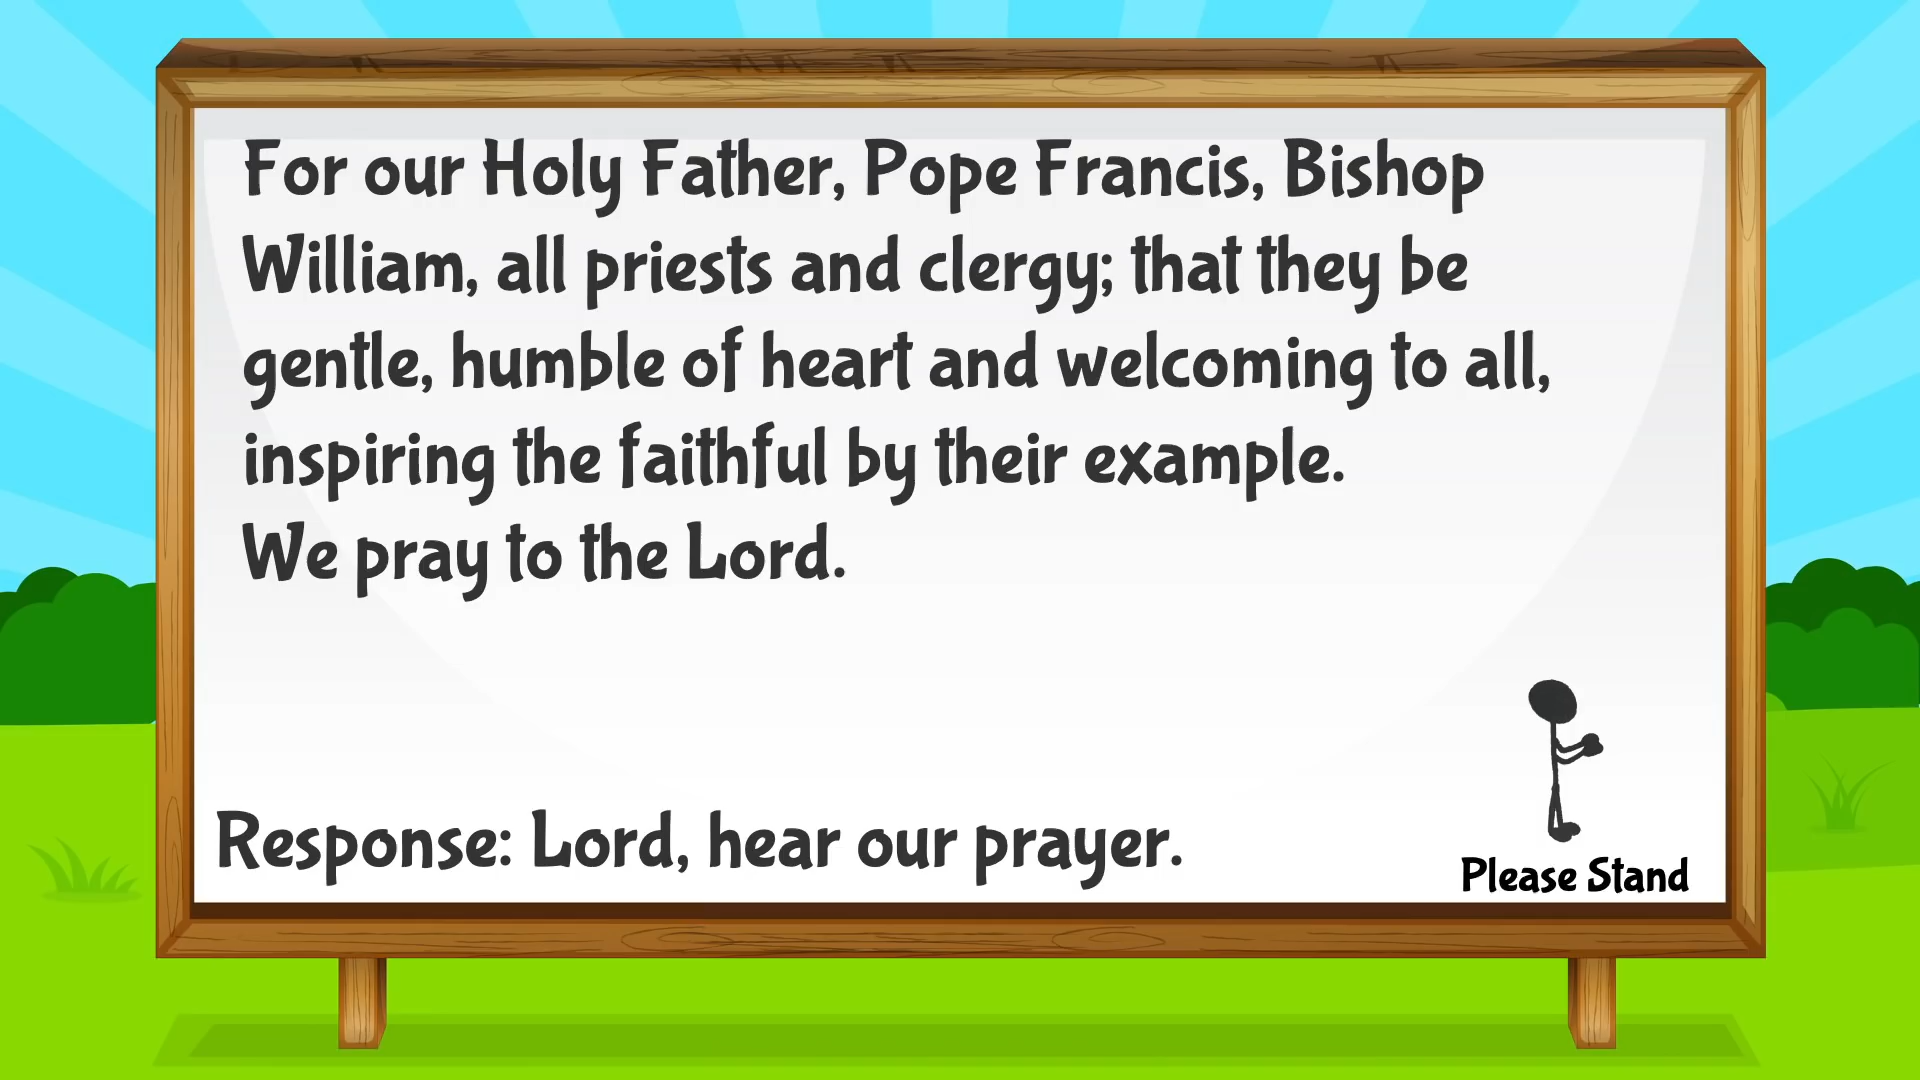 For our Holy Father, Pope Francis, Bishop
William, all priests and clergy; that they be
gentle, humble of heart and welcoming to all,
inspiring the faithful by their example.
We pray to the Lord.
Response: Lord, hear our prayer.
Please Stand